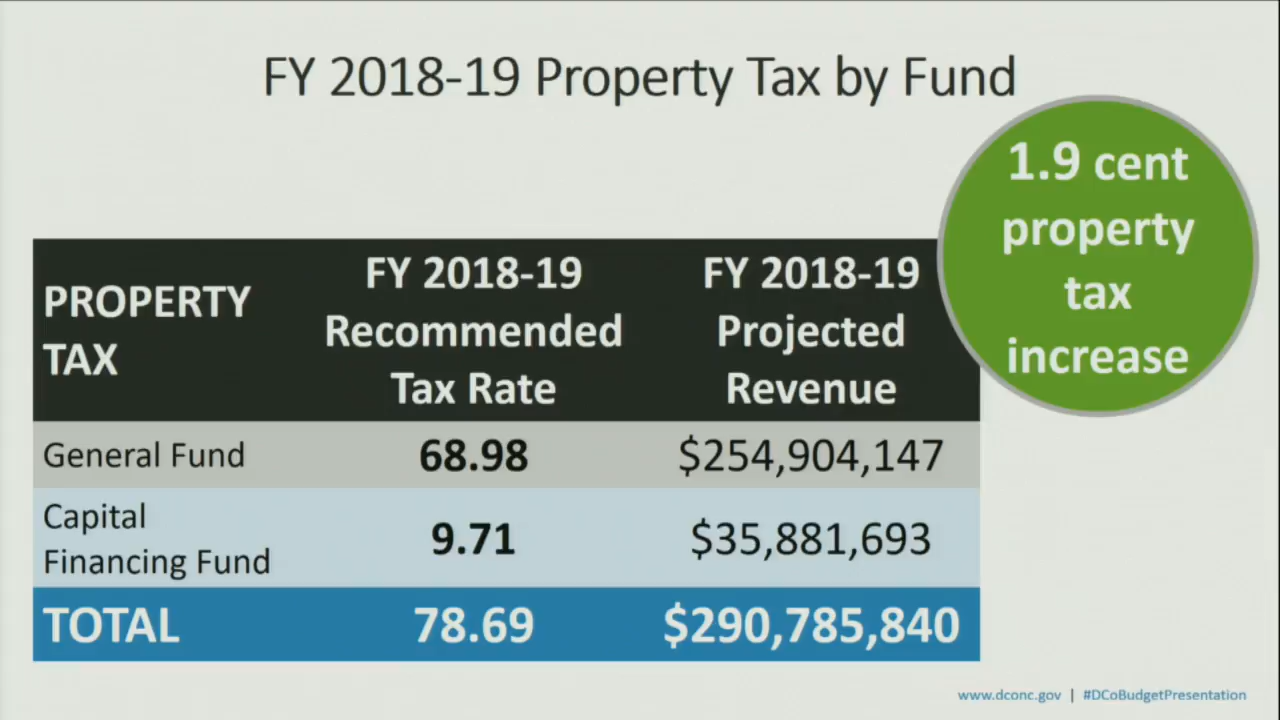 FY 2018-19 Property Tax by Fund
1.9 cent
property
tax
increase
PROPERTY
TAX
FY 2018-19
Recommended
Tax Rate
FY 2018-19
Projected
Revenue
General Fund 68.98 $254,904,147
Capital
Financing Fund 9.71 $35,881,693
TOTAL 78.69 $290,785,840
www.dconc.gov | #DCoBudgetPresentation